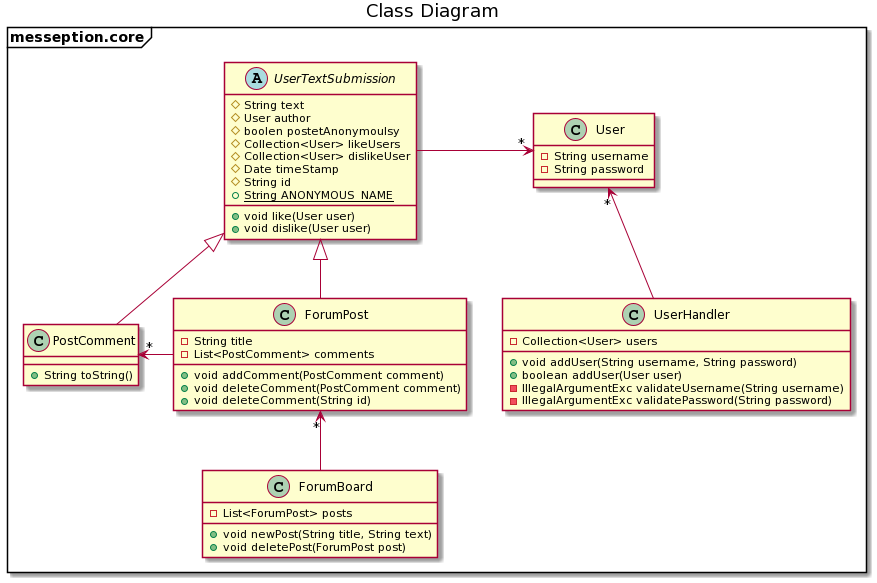 Class Diagram
messeption.core
A UserTextSubmission
String text
User author
boolen postetAnonymoulsy
Collection<User> likeUsers
Collection<User> dislikeUser
Date timeStamp
String id
String ANONYMOUS_NAME
void like(User user)
void dislike(User user)
*
C User
String username
String password
*
C PostComment
String toString()
*
C ForumPost
String title
List<PostComment> comments
void addComment(PostComment comment)
void deleteComment(PostComment comment)
void deleteComment(String id)
*
C UserHandler
Collection<User> users
void addUser(String username, String password)
boolean addUser(User user)
IllegalArgumentExc validateUsername(String username)
IllegalArgumentExc validatePassword(String password)
C ForumBoard
List<ForumPost> posts
void newPost(String title, String text)
void deletePost(ForumPost post)